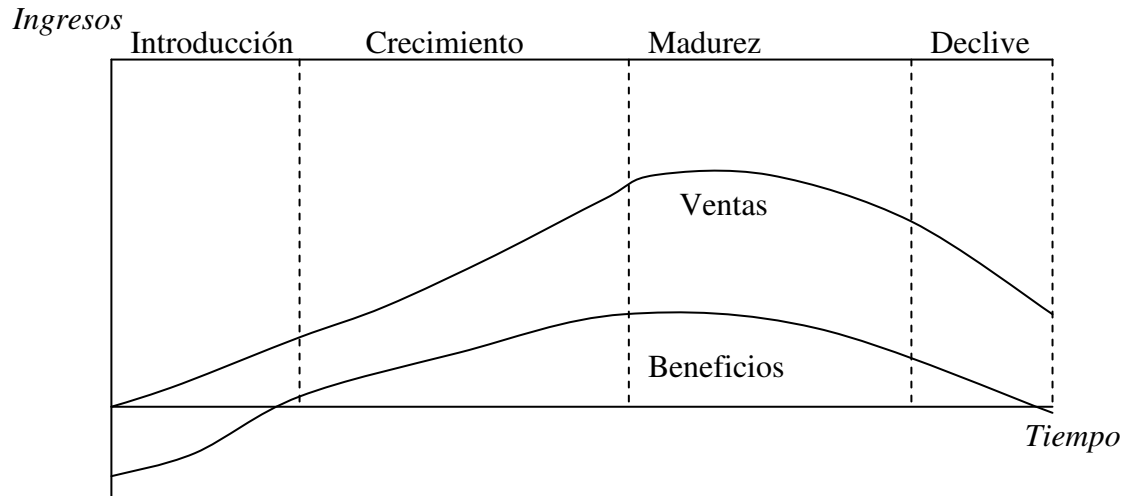 Ingresos
Introducción Crecimiento Madurez Declive
Ventas
Beneficios
Tiempo